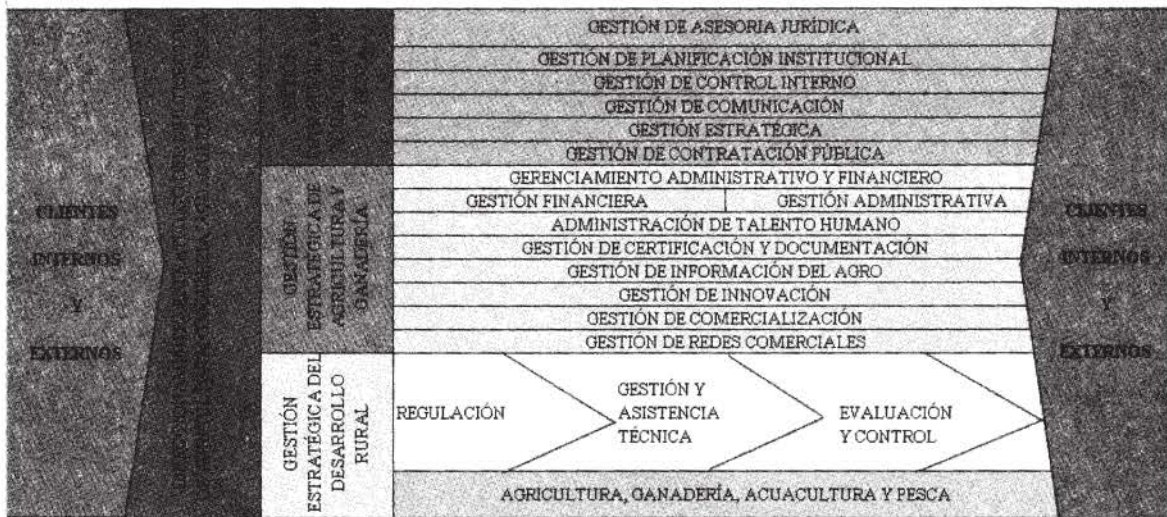 CLIENTES
INTERNOS
Y
EXTERNOS
GESTIÓN
ESTRATÉGICA DE
AGRICULTURA Y
GANADERÍA
GESTIÓN
ESTRATÉGICA DEL
DESARROLLO
RURAL
GESTIÓN DE ASESORIA JURÍDICA
GESTIÓN DE PLANIFICACIÓN INSTITUCIONAL
GESTIÓN DE CONTROL INTERNO
GESTIÓN DE COMUNICACIÓN
GESTIÓN ESTRATÉGICA
GESTIÓN DE CONTRATACIÓN PÚBLICA
GERENCIAMIENTO ADMINISTRATIVO Y FINANCIERO
GESTIÓN FINANCIERA
GESTIÓN ADMINISTRATIVA
ADMINISTRACIÓN DE TALENTO HUMANO
GESTIÓN DE CERTIFICACIÓN Y DOCUMENTACIÓN
GESTIÓN DE INFORMACIÓN DEL AGRO
GESTIÓN DE INNOVACIÓN
GESTIÓN DE COMERCIALIZACIÓN
GESTIÓN DE REDES COMERCIALES
REGULACIÓN
GESTIÓN Y
ASISTENCIA
TÉCNICA
EVALUACIÓN
Y CONTROL
AGRICULTURA, GANADERÍA, ACUACULTURA Y PESCA
CLIENTES
INTERNOS
Y
EXTERNOS